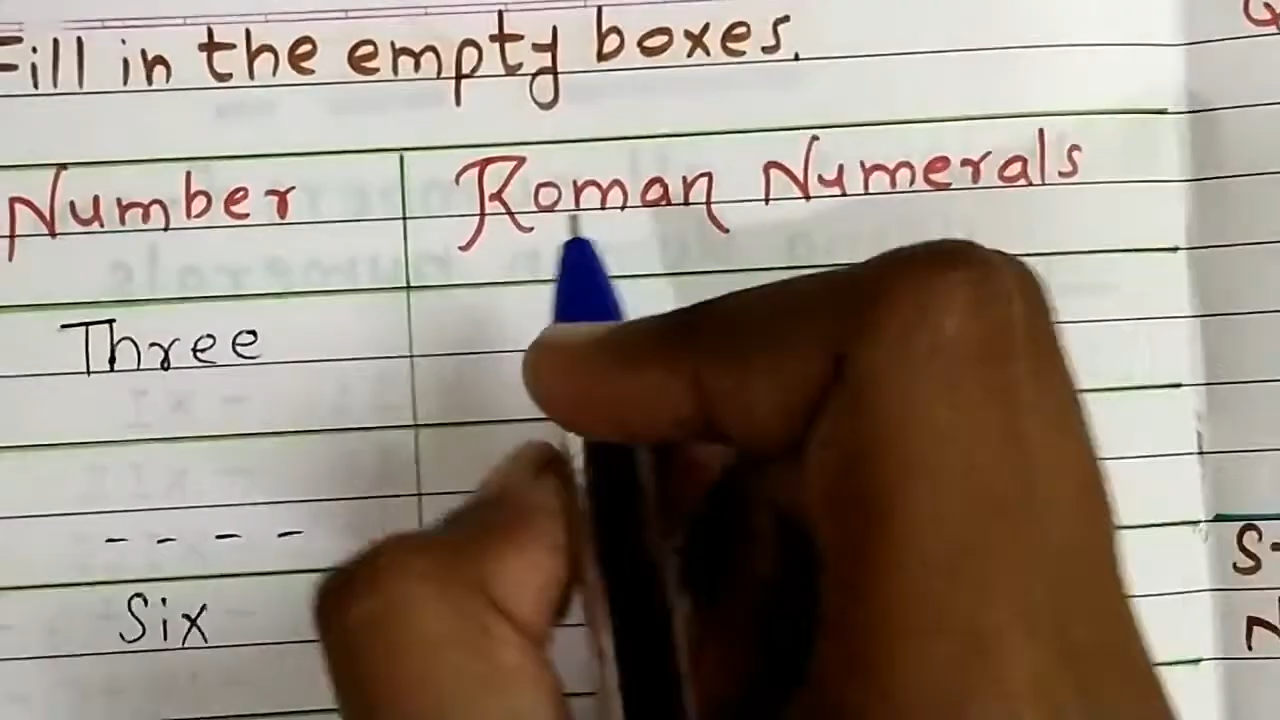 Fill in the empty boxes.
Number Roman Numerals
Three
- - - -
Six